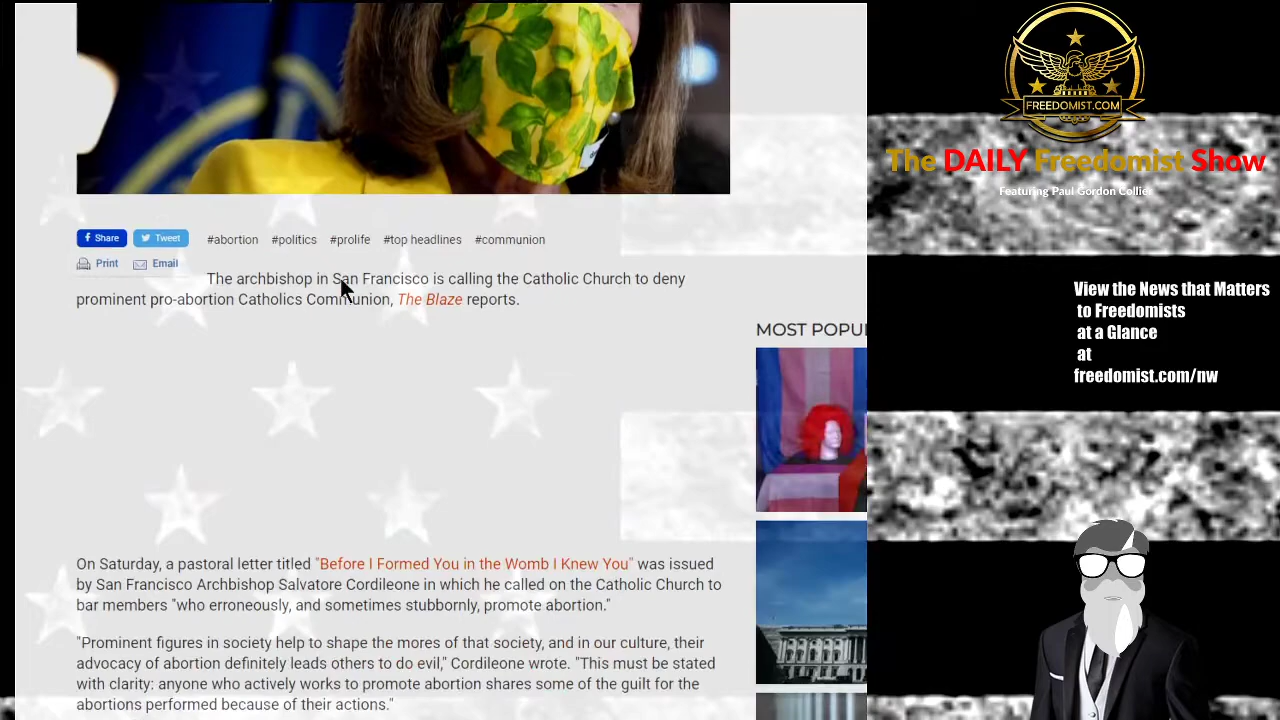 Share
Tweet
#abortion #politics #prolife #top headlines #communion
Print
Email
The archbishop in San Francisco is calling the Catholic Church to deny
prominent pro-abortion Catholics Communion, The Blaze reports.
MOST POPU
On Saturday, a pastoral letter titled "Before I Formed You in the Womb I Knew You" was issued
by San Francisco Archbishop Salvatore Cordileone in which he called on the Catholic Church to
bar members "who erroneously, and sometimes stubbornly, promote abortion."
figures in society help to shape the mores of that society, and in our culture, their
advocacy of abortion definitely leads others to do evil," Cordileone wrote. "This must be stated
with clarity: anyone who actively works to promote abortion shares some of the guilt for the
abortions performed because of their actions."
FREEDOMIST.COM
The DAILY Freedomist Show
Featuring Paul Gordon Collie
View the News that Matters
to Freedomists
at a Glance
at
freedomist.com/nw